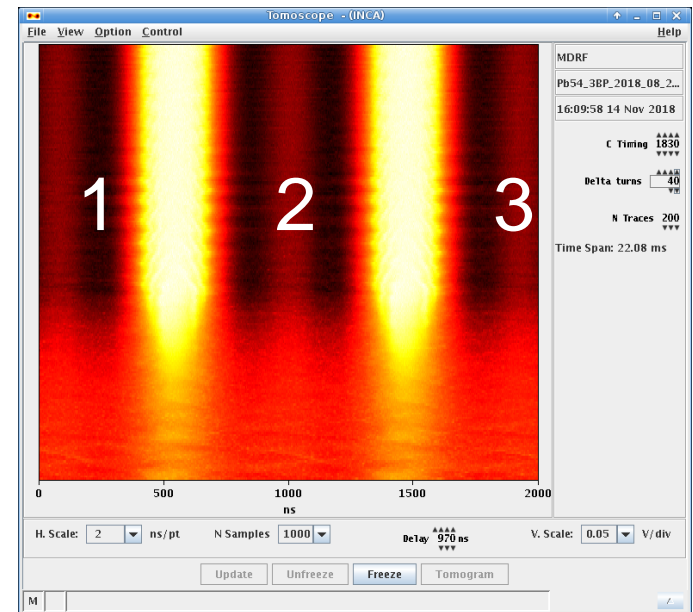 Tomoscope - (INCA)
File View Option Control Help
MDRF
Pb54_3BP_2018_08_2...
16:09:58 14 Nov 2018
C Timing 1830
Delta turns 40
N Traces 200
Time Span: 22.08 ms
1 2 3
0 500 1000 1500 2000
ns
H. Scale: 2 ns/pt N Samples 1000 Delay 970 ns V. Scale: 0.05 V/div
Update Unfreeze Freeze Tomogram
M